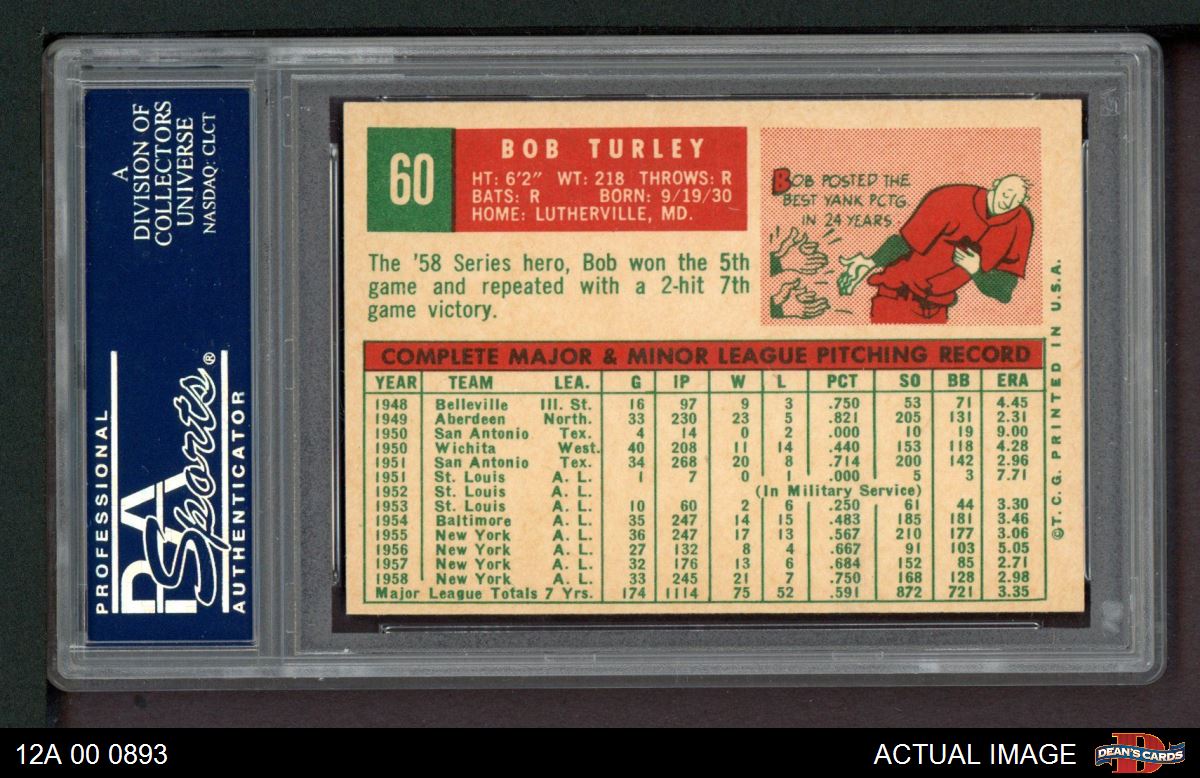 A
DIVISION OF
COLLECTORS
UNIVERSE
NASDAQ: CLCT
PROFESSIONAL
PSA
Sports®
AUTHENTICATOR
60
BOB TURLEY
HT: 6'2" WT: 218 THROWS: R
BATS: R BORN: 9/19/30
HOME: LUTHERVILLE, MD.
BOB POSTED THE
BEST YANK PCTG.
IN 24 YEARS
The '58 Series hero, Bob won the 5th
game and repeated with a 2-hit 7th
game victory.
COMPLETE MAJOR & MINOR LEAGUE PITCHING RECORD
YEAR TEAM LEA. G IP W L PCT SO BB ERA
1948 Belleville Ill. St. 16 97 9 3 .750 53 71 4.45
1949 Aberdeen North. 33 230 23 5 .821 205 131 2.31
1950 San Antonio Tex. 4 14 0 2 .000 10 19 9.00
1950 Wichita West. 40 208 11 14 .440 153 118 4.28
1951 San Antonio Tex. 34 268 20 8 .714 200 142 2.96
1951 St. Louis A. L. 1 7 0 1 .000 5 3 7.71
1952 St. Louis A. L. (In Military Service)
1953 St. Louis A. L. 10 60 2 6 .250 61 44 3.30
1954 Baltimore A. L. 35 247 14 15 .483 185 181 3.46
1955 New York A. L. 36 247 17 13 .567 210 177 3.06
1956 New York A. L. 27 132 8 4 .667 91 103 5.05
1957 New York A. L. 32 176 13 6 .684 152 85 2.71
1958 New York A. L. 33 245 21 7 .750 168 128 2.98
Major League Totals 7 Yrs. 174 1114 75 52 .591 872 721 3.35
©T. C. G. PRINTED IN U.S.A.
12A 00 0893
ACTUAL IMAGE
D
DEAN'S CARDS